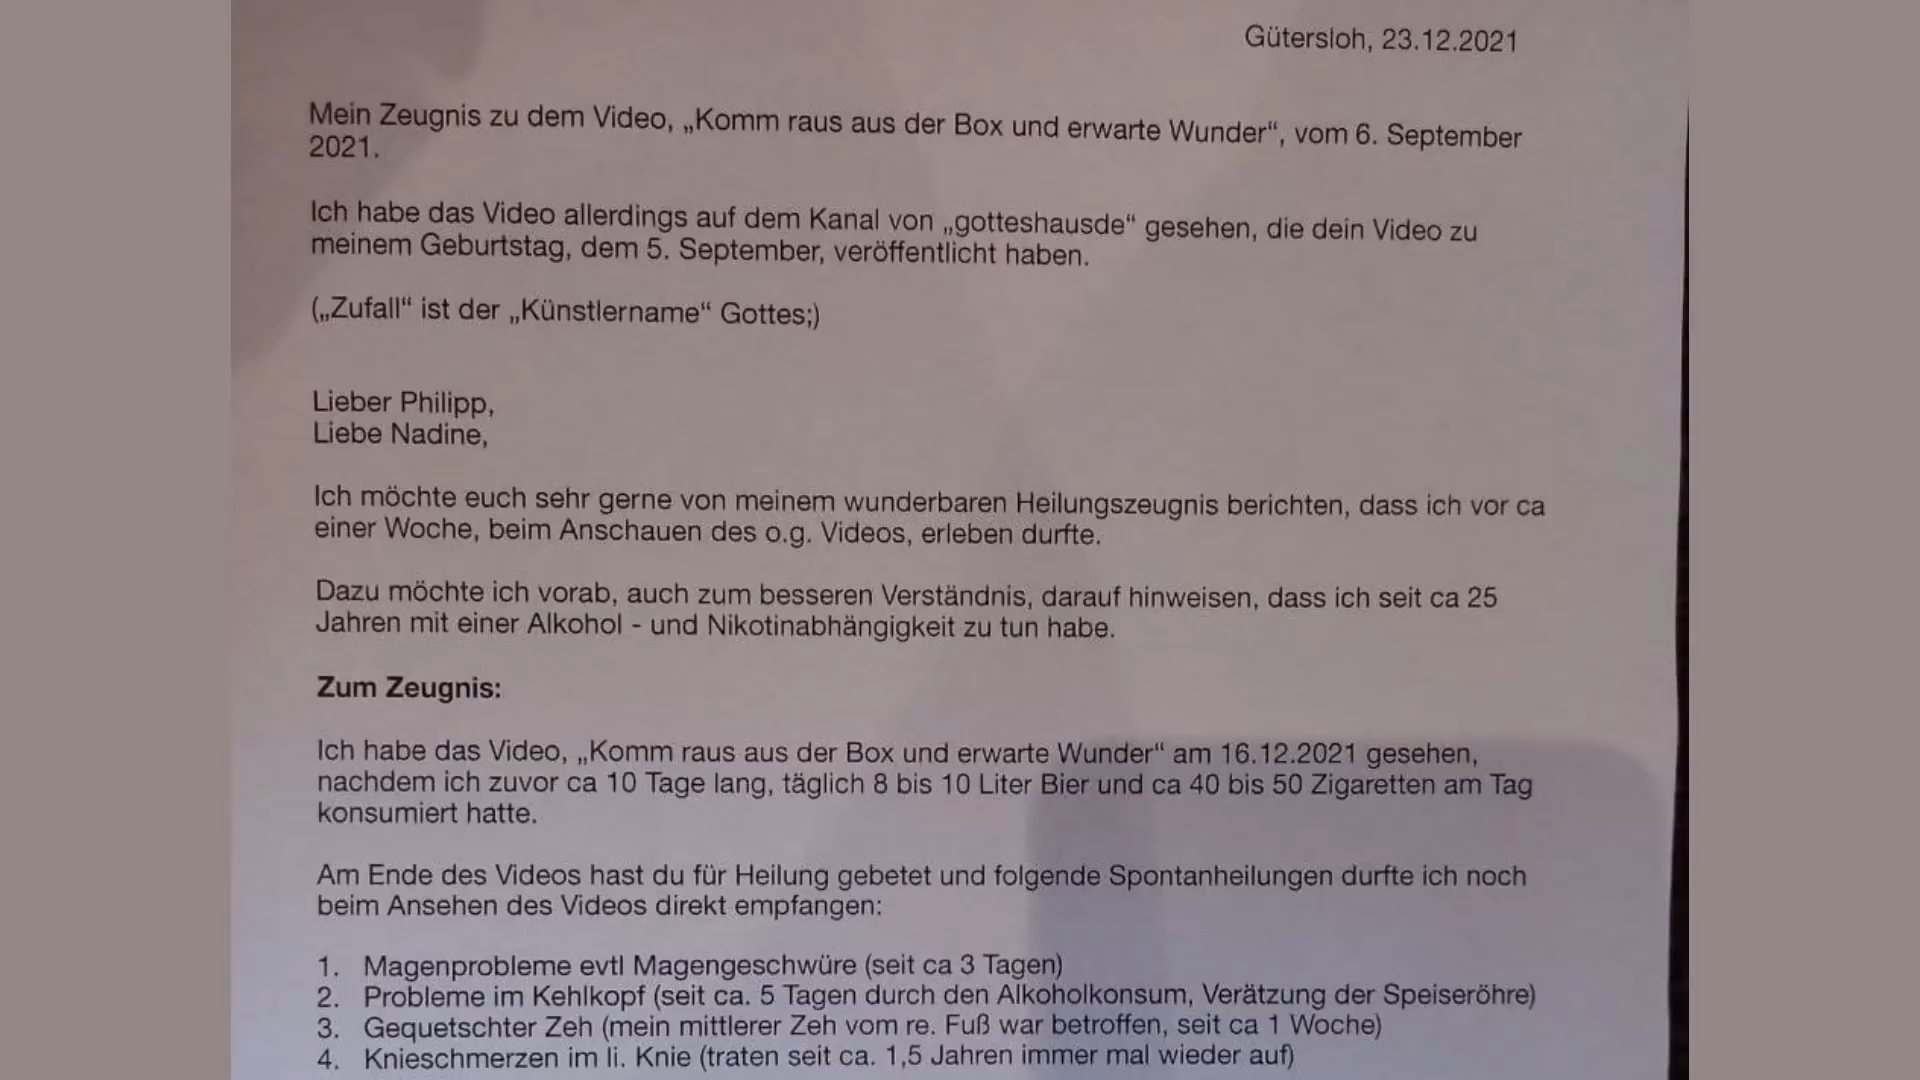 Gütersloh, 23.12.2021
Mein Zeugnis zu dem Video, „Komm raus aus der Box und erwarte Wunder“, vom 6. September
2021.
Ich habe das Video allerdings auf dem Kanal von „gotteshausde“ gesehen, die dein Video zu
meinem Geburtstag, dem 5. September, veröffentlicht haben.
(„Zufall“ ist der „Künstlername“ Gottes;)
Lieber Philipp,
Liebe Nadine,
Ich möchte euch sehr gerne von meinem wunderbaren Heilungszeugnis berichten, dass ich vor ca
einer Woche, beim Anschauen des o.g. Videos, erleben durfte.
Dazu möchte ich vorab, auch zum besseren Verständnis, darauf hinweisen, dass ich seit ca 25
Jahren mit einer Alkohol - und Nikotinabhängigkeit zu tun habe.
Zum Zeugnis:
Ich habe das Video, „Komm raus aus der Box und erwarte Wunder“ am 16.12.2021 gesehen,
nachdem ich zuvor ca 10 Tage lang, täglich 8 bis 10 Liter Bier und ca 40 bis 50 Zigaretten am Tag
konsumiert hatte.
Am Ende des Videos hast du für Heilung gebetet und folgende Spontanheilungen durfte ich noch
beim Ansehen des Videos direkt empfangen:
1. Magenprobleme evtl Magengeschwüre (seit ca 3 Tagen)
2. Probleme im Kehlkopf (seit ca. 5 Tagen durch den Alkoholkonsum, Verätzung der Speiseröhre)
3. Gequetschter Zeh (mein mittlerer Zeh vom re. Fuß war betroffen, seit ca 1 Woche)
4. Knieschmerzen im li. Knie (traten seit ca. 1,5 Jahren immer mal wieder auf)